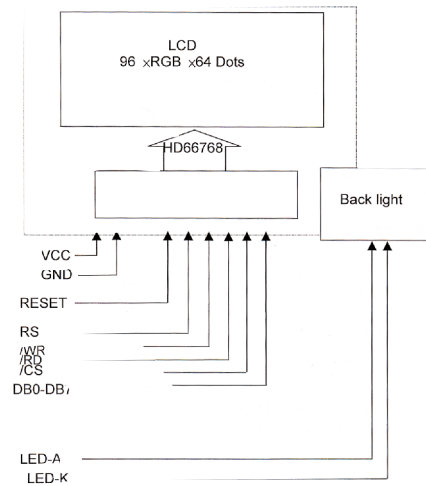 LCD
96 xRGB x64 Dots
HD66768
Back light
VCC
GND
RESET
RS
/WR
/RD
/CS
DB0-DB7
LED-A
LED-K